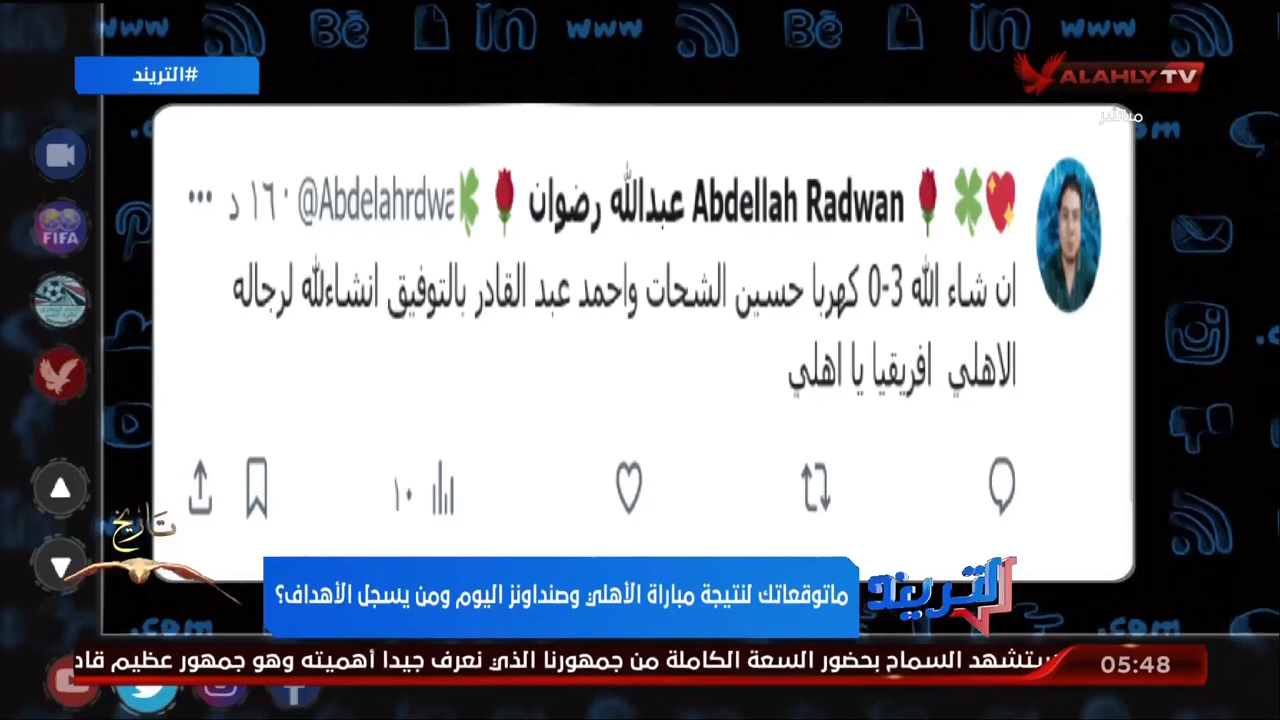 #التريند
ALAHLY TV
مباشر
💖🍀🌹 Abdellah Radwan عبدالله رضوان 🌹🍀 @Abdelahrdwa · ١٦ د
ان شاء الله 3-0 كهربا حسين الشحات واحمد عبد القادر بالتوفيق انشاءلله لرجاله
الاهلي افريقيا يا اهلي
١٠
FIFA
تاريخ
التريند
ماتوقعاتك لنتيجة مباراة الأهلي وصنداونز اليوم ومن يسجل الأهداف؟
05:48
ستشهد السماح بحضور السعة الكاملة من جمهورنا الذي نعرف جيدا أهميته وهو جمهور عظيم قاد